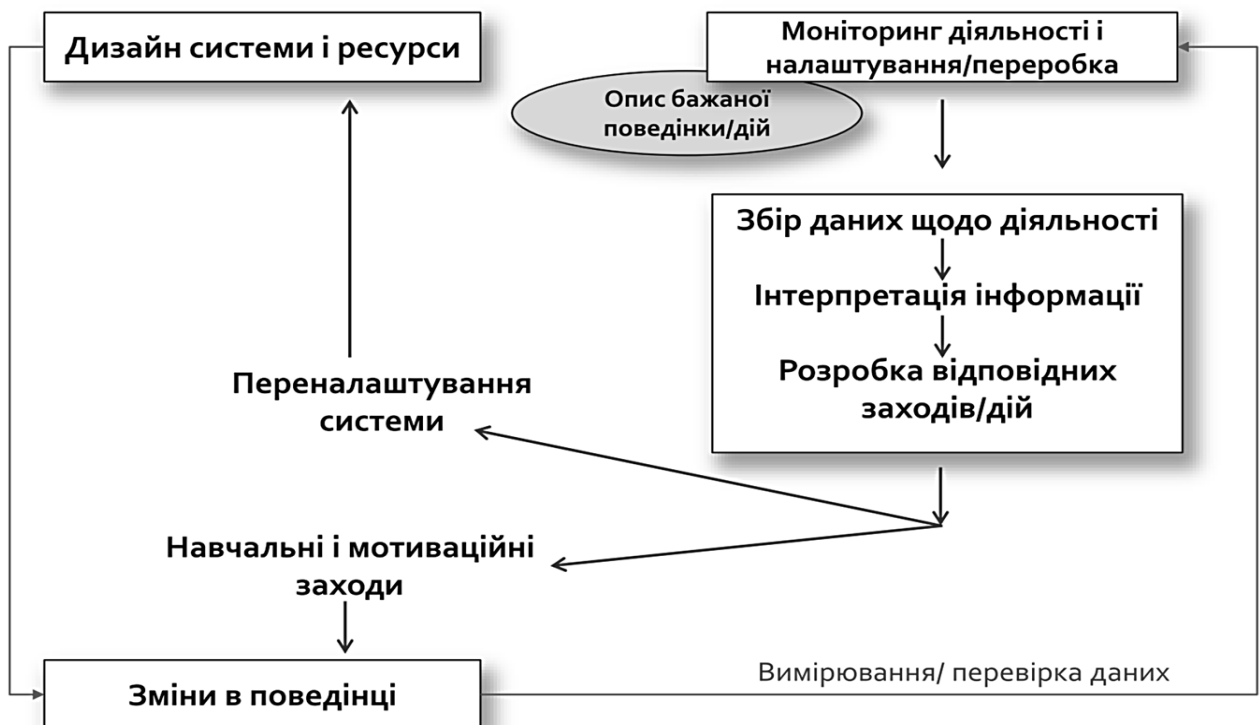 Дизайн системи і ресурси
Моніторинг діяльності і
налаштування/переробка
Опис бажаної
поведінки/дій
Збір даних щодо діяльності
Інтерпретація інформації
Розробка відповідних
заходів/дій
Переналаштування
системи
Навчальні і мотиваційні
заходи
Зміни в поведінці
Вимірювання/ перевірка даних